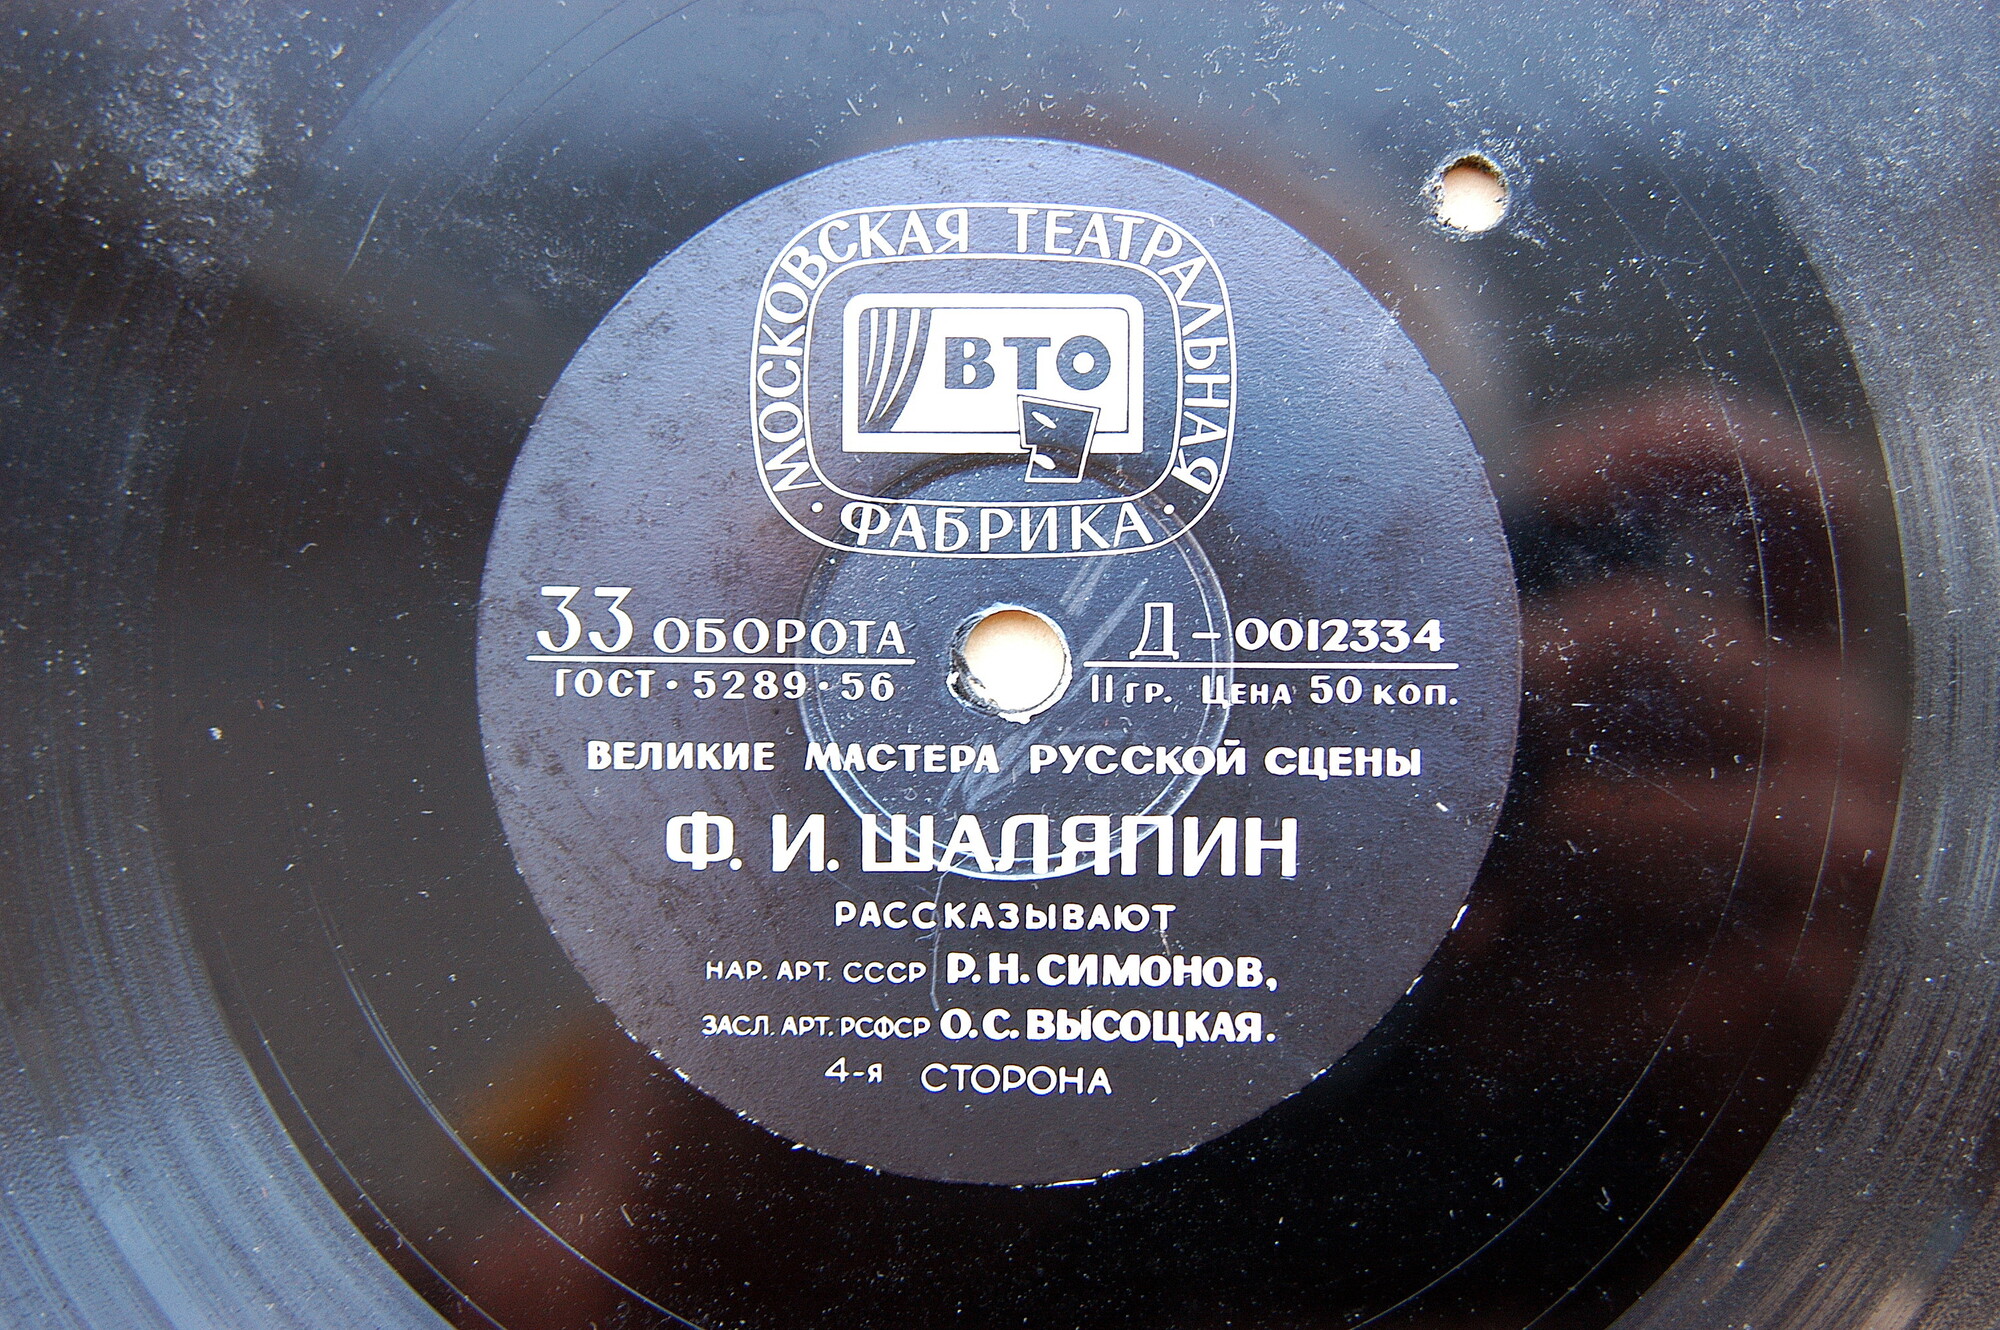 МОСКОВСКАЯ ТЕАТРАЛЬНАЯ
ВТО
· ФАБРИКА ·
33 ОБОРОТА
ГОСТ · 5289 · 56
Д – 0012334
II ГР. ЦЕНА 50 КОП.
ВЕЛИКИЕ МАСТЕРА РУССКОЙ СЦЕНЫ
Ф. И. ШАЛЯПИН
РАССКАЗЫВАЮТ
НАР. АРТ. СССР Р. Н. СИМОНОВ,
ЗАСЛ. АРТ. РСФСР О. С. ВЫСОЦКАЯ.
4-я СТОРОНА